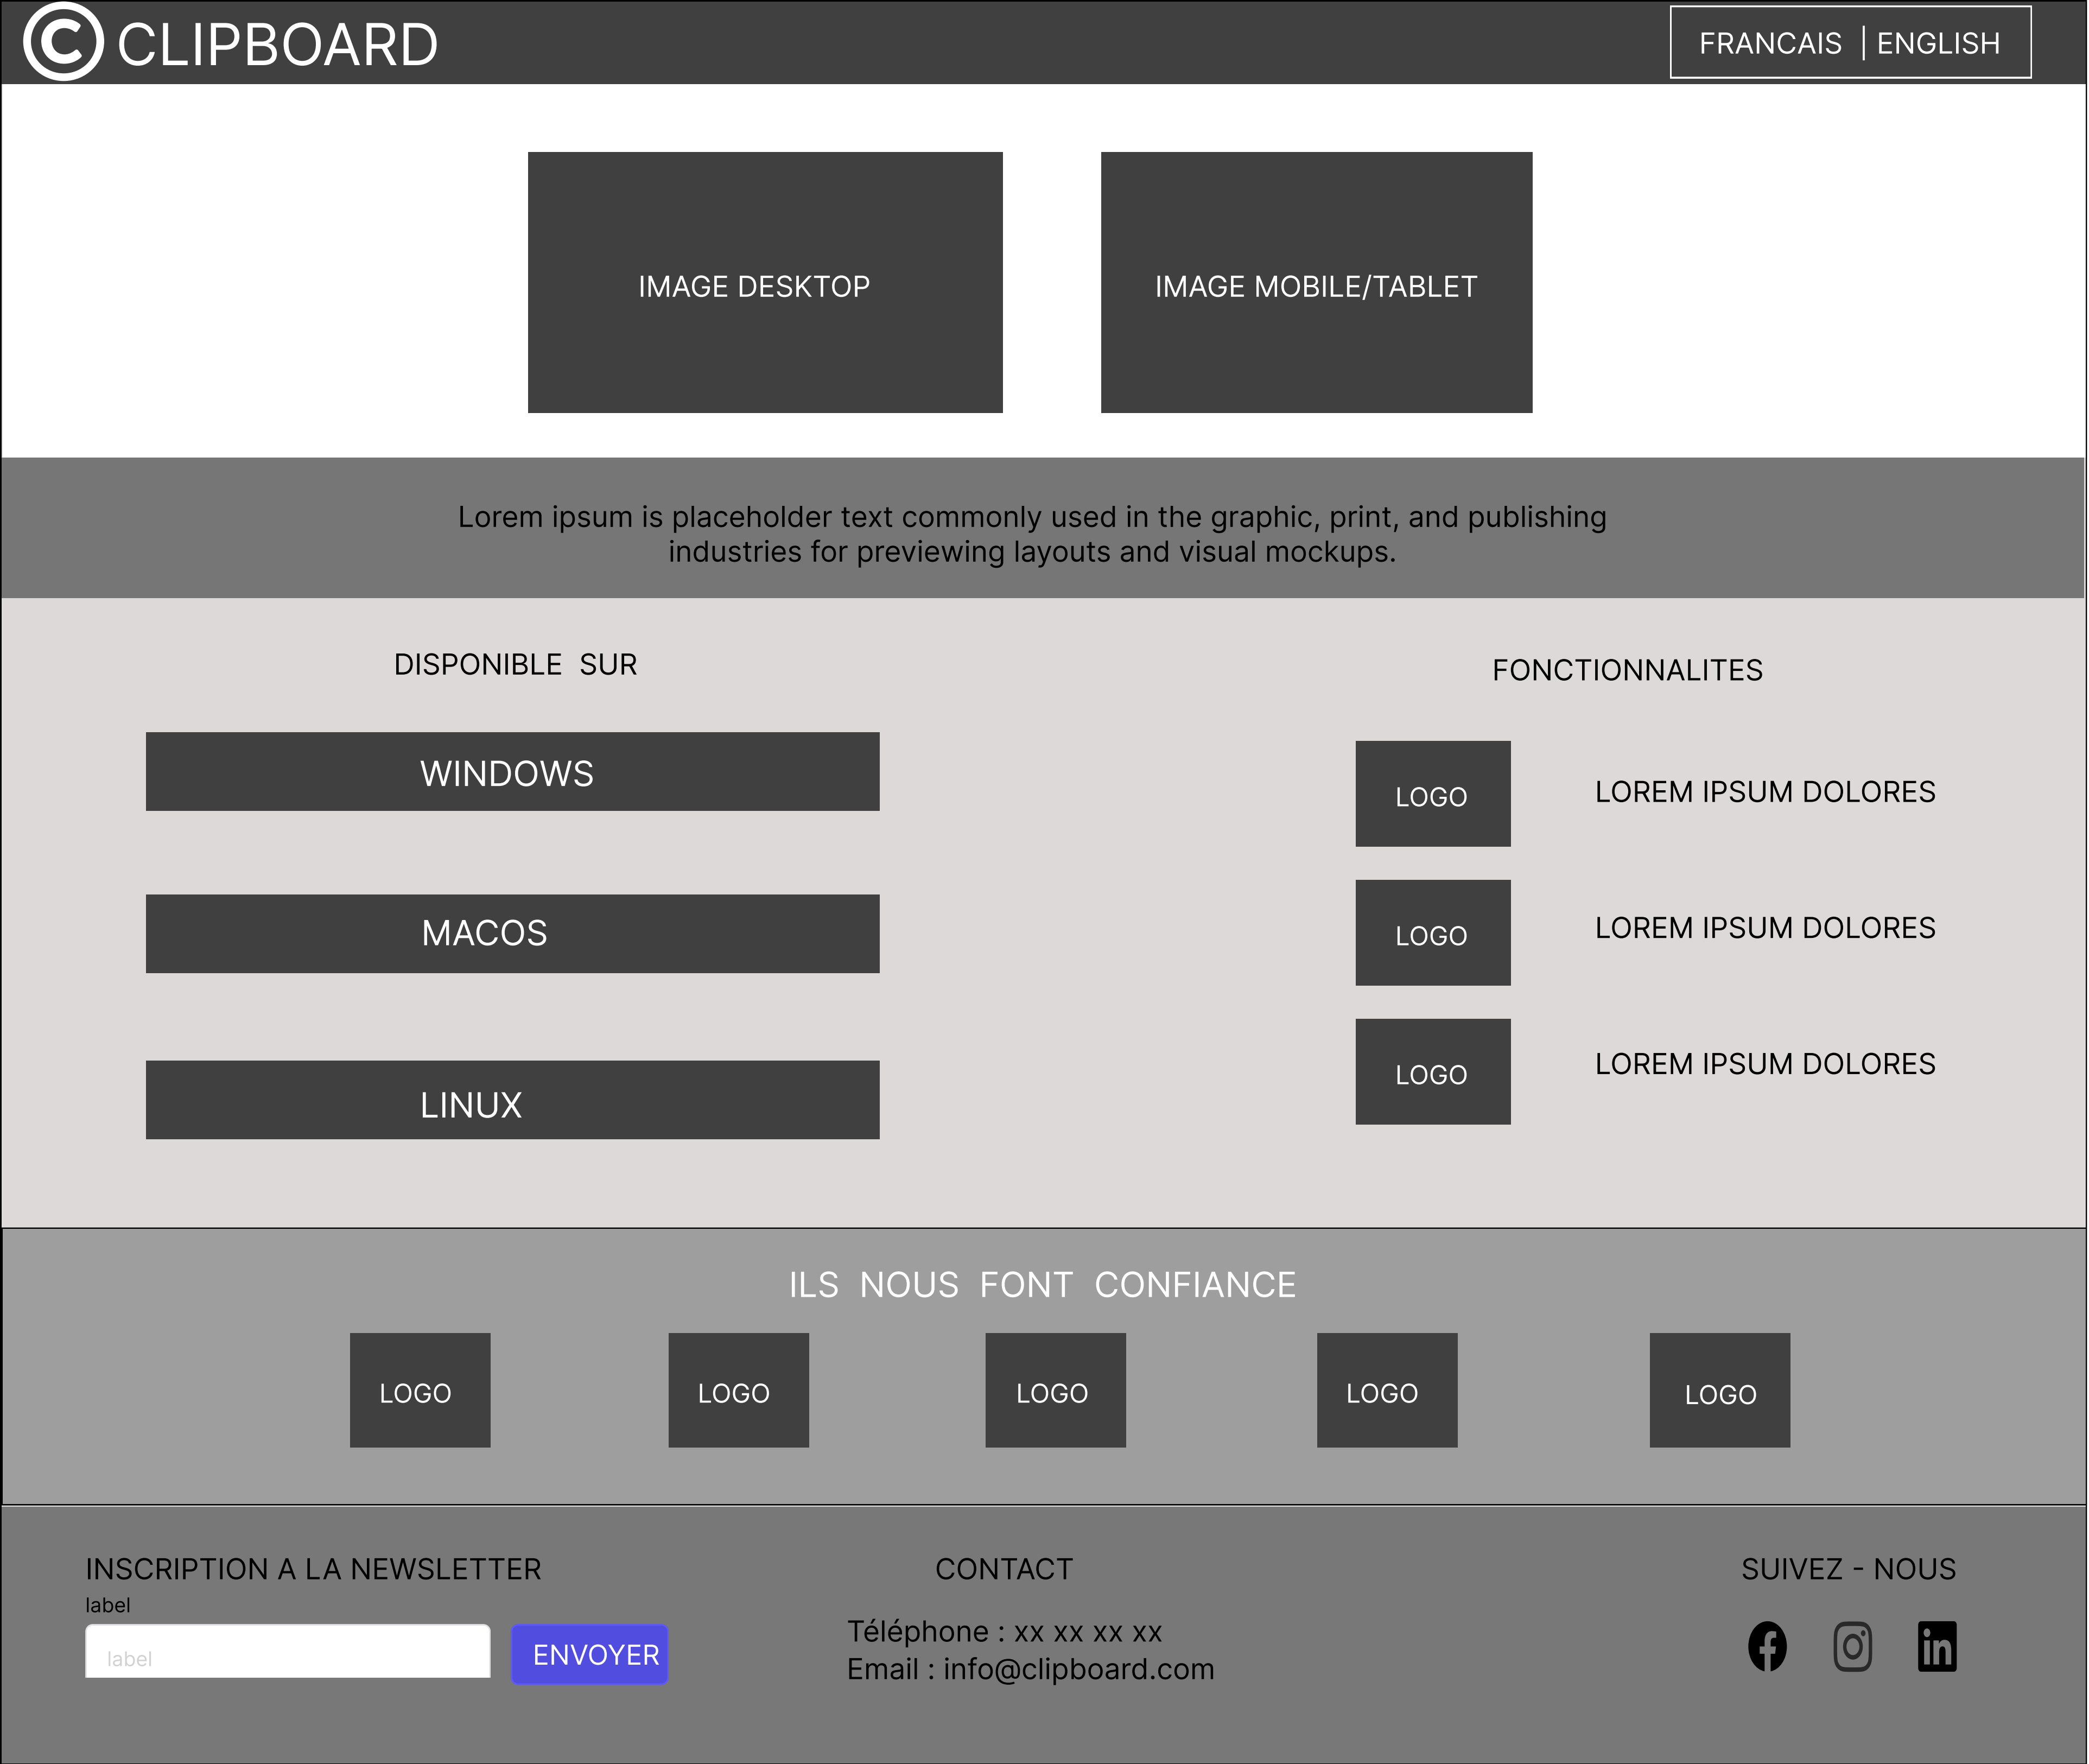 © CLIPBOARD
FRANCAIS | ENGLISH
IMAGE DESKTOP
IMAGE MOBILE/TABLET
Lorem ipsum is placeholder text commonly used in the graphic, print, and publishing
industries for previewing layouts and visual mockups.
DISPONIBLE SUR
WINDOWS
MACOS
LINUX
FONCTIONNALITES
LOGO
LOREM IPSUM DOLORES
LOGO
LOREM IPSUM DOLORES
LOGO
LOREM IPSUM DOLORES
ILS NOUS FONT CONFIANCE
LOGO
LOGO
LOGO
LOGO
LOGO
INSCRIPTION A LA NEWSLETTER
label
label
ENVOYER
CONTACT
Téléphone : xx xx xx xx
Email : info@clipboard.com
SUIVEZ - NOUS